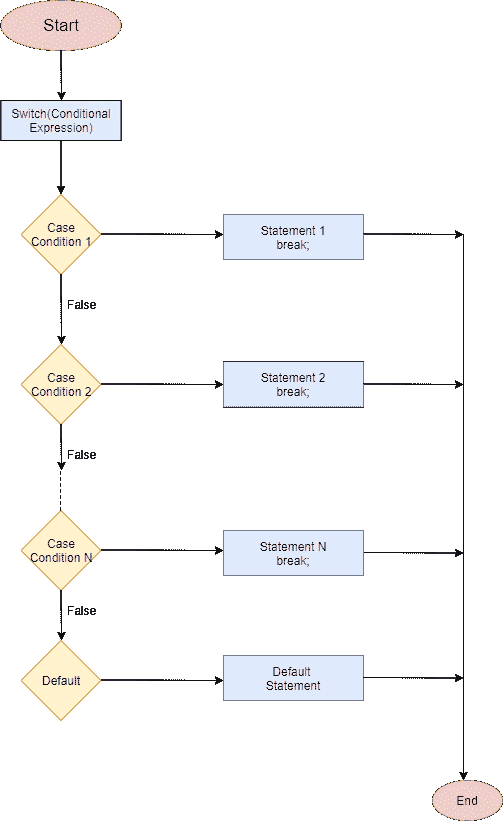 Start
Switch(Conditional
Expression)
Case
Condition 1
Statement 1
break;
False
Case
Condition 2
Statement 2
break;
False
Case
Condition N
Statement N
break;
False
Default
Default
Statement
End